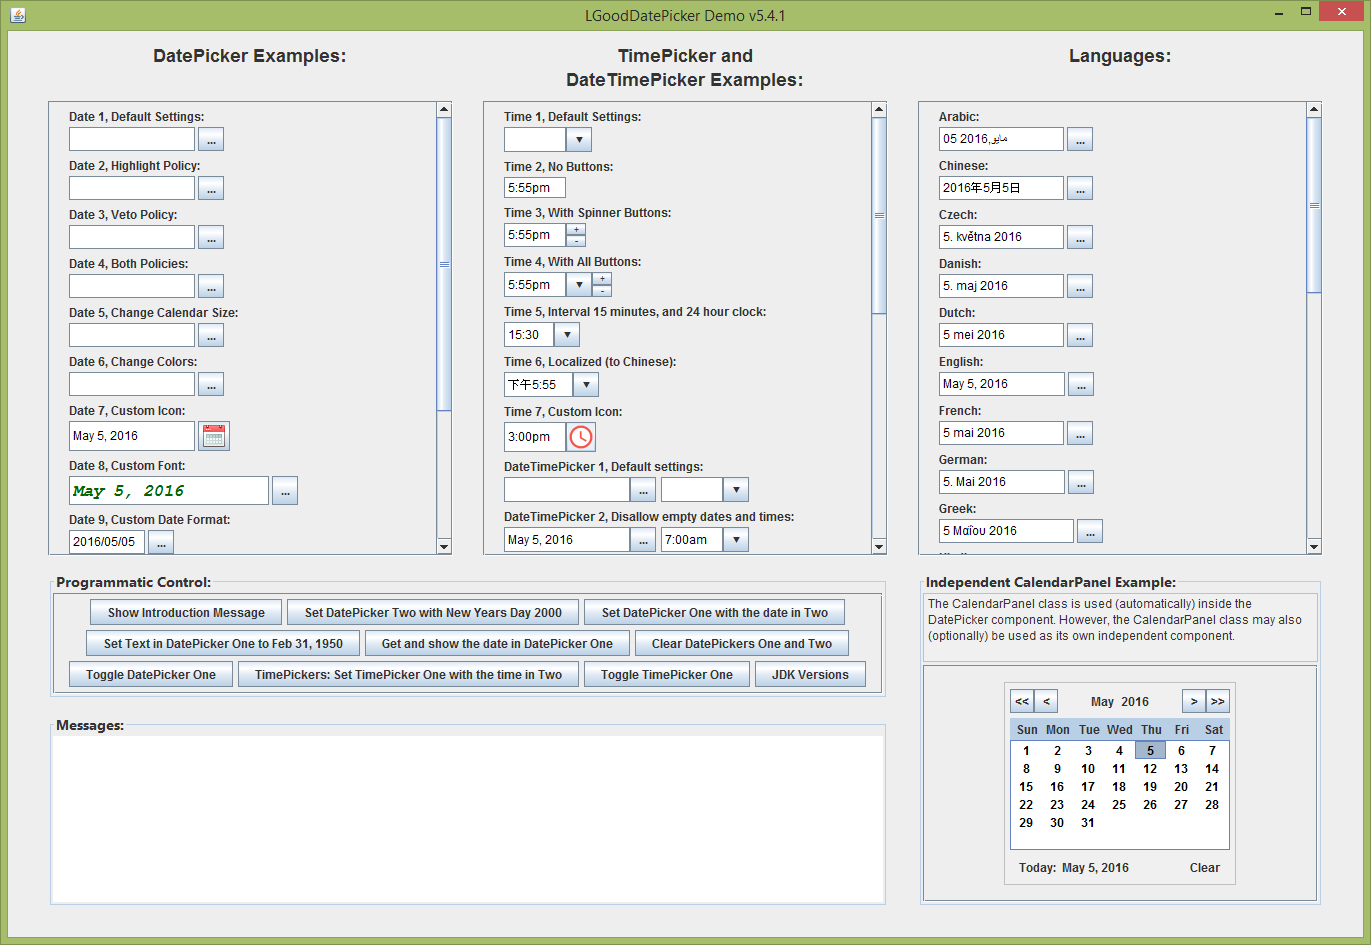 LGoodDatePicker Demo v5.4.1
DatePicker Examples:
Date 1, Default Settings:
...
Date 2, Highlight Policy:
...
Date 3, Veto Policy:
...
Date 4, Both Policies:
...
Date 5, Change Calendar Size:
...
Date 6, Change Colors:
...
Date 7, Custom Icon:
May 5, 2016
Date 8, Custom Font:
May 5, 2016 ...
Date 9, Custom Date Format:
2016/05/05 ...
TimePicker and
DateTimePicker Examples:
Time 1, Default Settings:
Time 2, No Buttons:
5:55pm
Time 3, With Spinner Buttons:
5:55pm + -
Time 4, With All Buttons:
5:55pm + -
Time 5, Interval 15 minutes, and 24 hour clock:
15:30
Time 6, Localized (to Chinese):
下午5:55
Time 7, Custom Icon:
3:00pm
DateTimePicker 1, Default settings:
...
DateTimePicker 2, Disallow empty dates and times:
May 5, 2016 ... 7:00am
Languages:
Arabic:
05 مايو,2016 ...
Chinese:
2016年5月5日 ...
Czech:
5. května 2016 ...
Danish:
5. maj 2016 ...
Dutch:
5 mei 2016 ...
English:
May 5, 2016 ...
French:
5 mai 2016 ...
German:
5. Mai 2016 ...
Greek:
5 Μαΐου 2016 ...
Programmatic Control:
Show Introduction Message Set DatePicker Two with New Years Day 2000 Set DatePicker One with the date in Two
Set Text in DatePicker One to Feb 31, 1950 Get and show the date in DatePicker One Clear DatePickers One and Two
Toggle DatePicker One TimePickers: Set TimePicker One with the time in Two Toggle TimePicker One JDK Versions
Messages:
Independent CalendarPanel Example:
The CalendarPanel class is used (automatically) inside the
DatePicker component. However, the CalendarPanel class may also
(optionally) be used as its own independent component.
<< < May 2016 > >>
Sun Mon Tue Wed Thu Fri Sat
1 2 3 4 5 6 7
8 9 10 11 12 13 14
15 16 17 18 19 20 21
22 23 24 25 26 27 28
29 30 31
Today: May 5, 2016 Clear